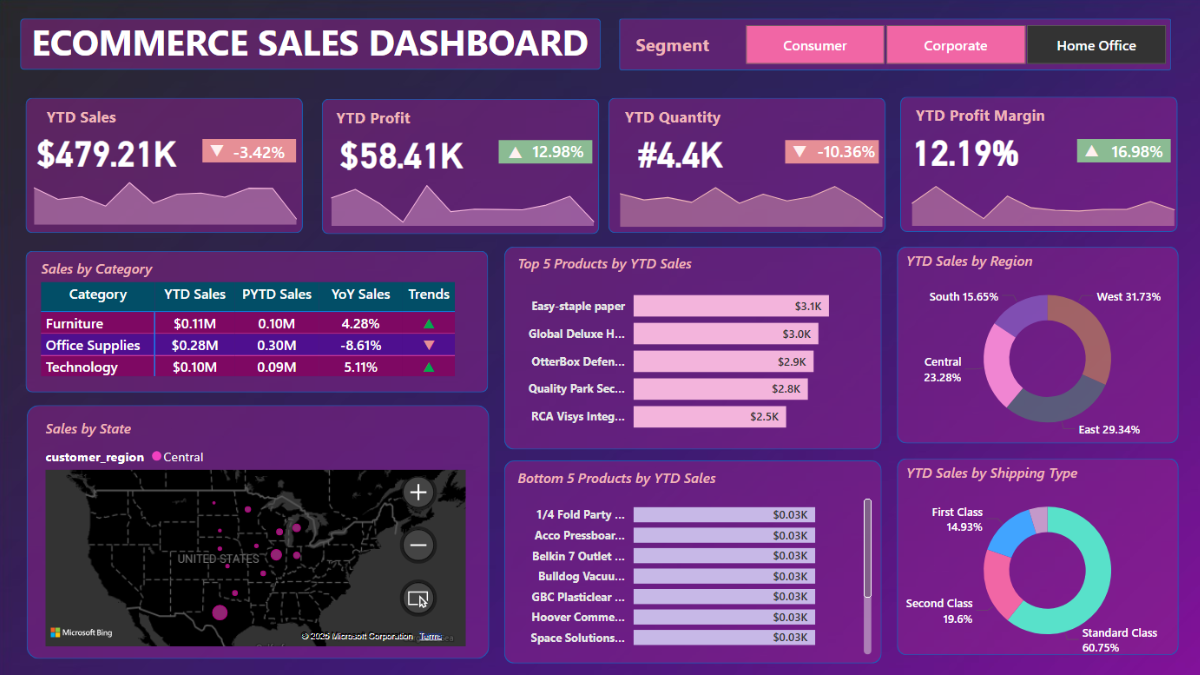 ECOMMERCE SALES DASHBOARD
Segment
Consumer
Corporate
Home Office
YTD Sales
$479.21K
-3.42%
YTD Profit
$58.41K
12.98%
YTD Quantity
#4.4K
-10.36%
YTD Profit Margin
12.19%
16.98%
Sales by Category
Category YTD Sales PYTD Sales YoY Sales Trends
Furniture $0.11M 0.10M 4.28%
Office Supplies $0.28M 0.30M -8.61%
Technology $0.10M 0.09M 5.11%
Sales by State
customer_region Central
UNITED STATES
Microsoft Bing
© 2025 Microsoft Corporation Terms
Top 5 Products by YTD Sales
Easy-staple paper $3.1K
Global Deluxe H... $3.0K
OtterBox Defen... $2.9K
Quality Park Sec... $2.8K
RCA Visys Integ... $2.5K
Bottom 5 Products by YTD Sales
1/4 Fold Party ... $0.03K
Acco Pressboar... $0.03K
Belkin 7 Outlet ... $0.03K
Bulldog Vacuu... $0.03K
GBC Plasticlear ... $0.03K
Hoover Comme... $0.03K
Space Solutions... $0.03K
YTD Sales by Region
South 15.65%
West 31.73%
Central
23.28%
East 29.34%
YTD Sales by Shipping Type
First Class
14.93%
Second Class
19.6%
Standard Class
60.75%